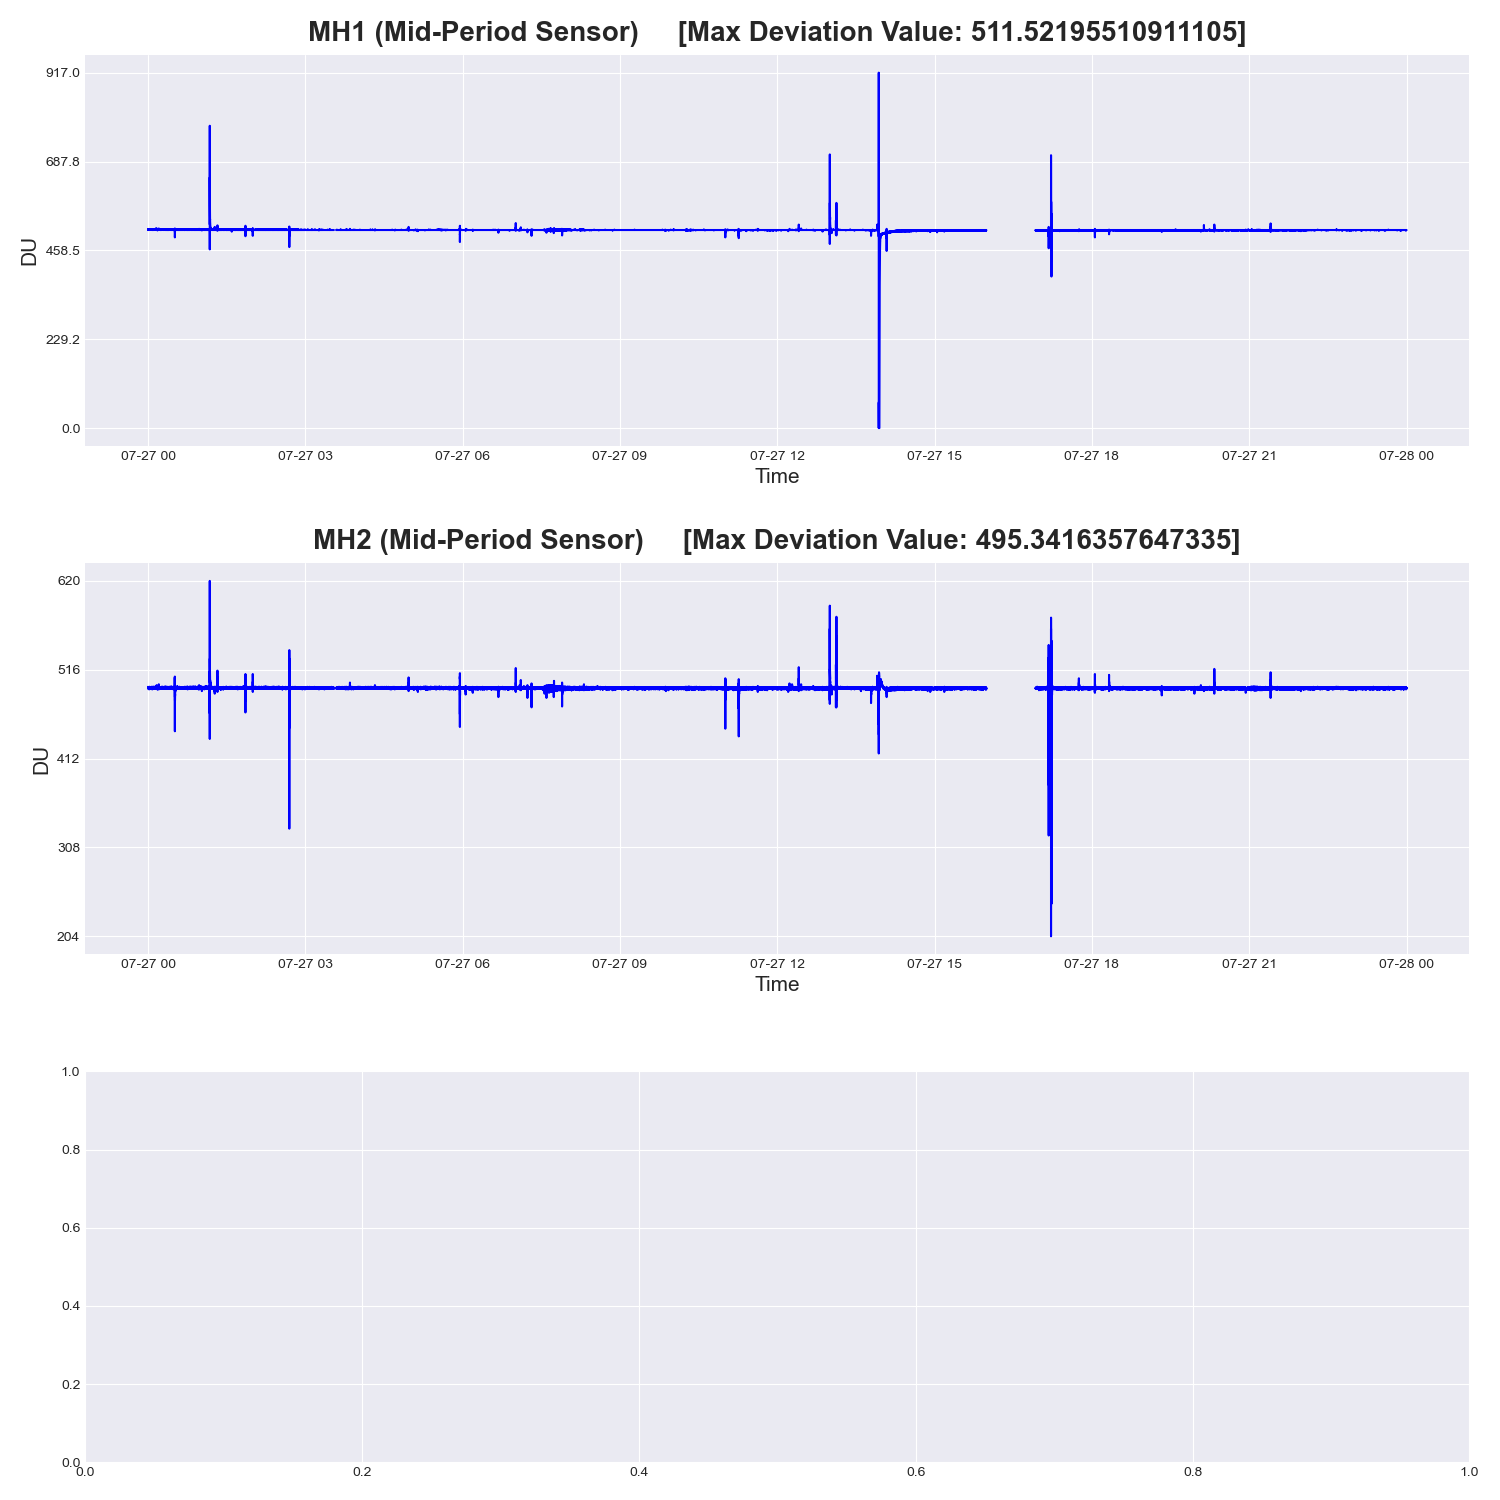 MH1 (Mid-Period Sensor) [Max Deviation Value: 511.52195510911105]
917.0
687.8
458.5
229.2
0.0
DU
07-27 00 07-27 03 07-27 06 07-27 09 07-27 12 07-27 15 07-27 18 07-27 21 07-28 00
Time
MH2 (Mid-Period Sensor) [Max Deviation Value: 495.3416357647335]
620
516
412
308
204
DU
07-27 00 07-27 03 07-27 06 07-27 09 07-27 12 07-27 15 07-27 18 07-27 21 07-28 00
Time
1.0
0.8
0.6
0.4
0.2
0.0
0.0 0.2 0.4 0.6 0.8 1.0